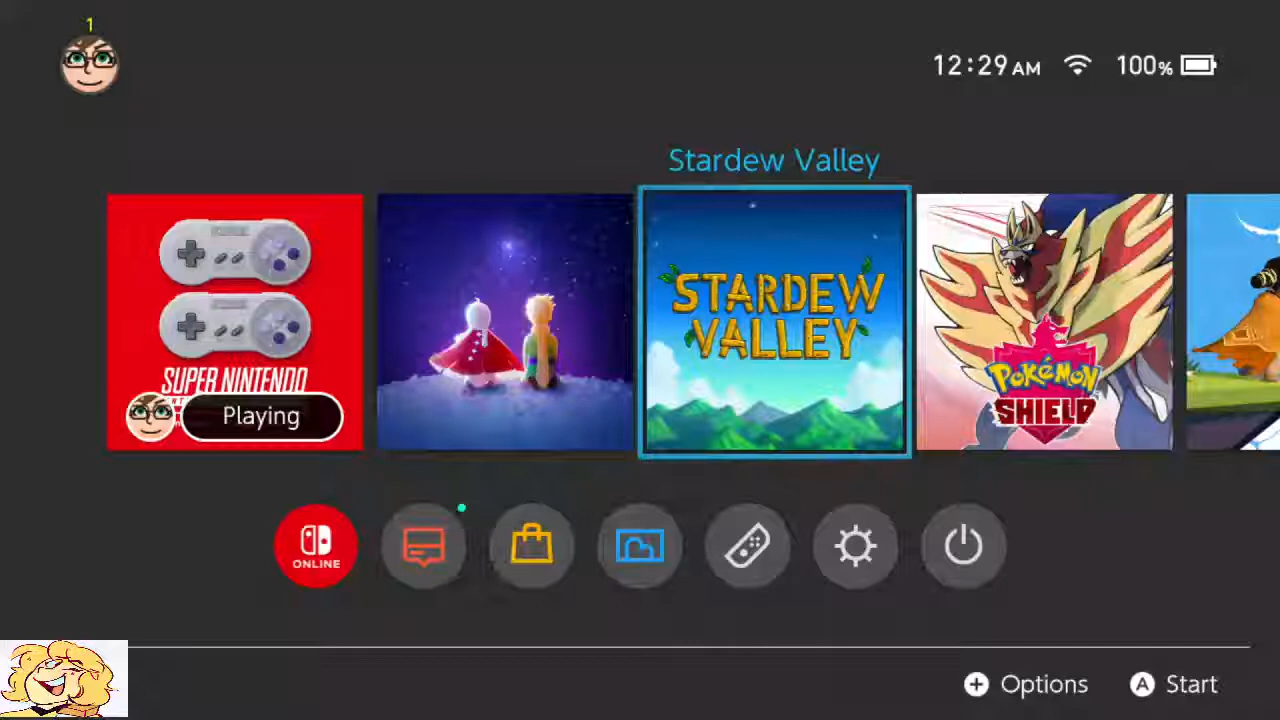 1
12:29 AM 100%
Stardew Valley
STARDEW
VALLEY
SUPER NINTENDO
Playing
POKéMON
SHIELD
ONLINE
Options
Start